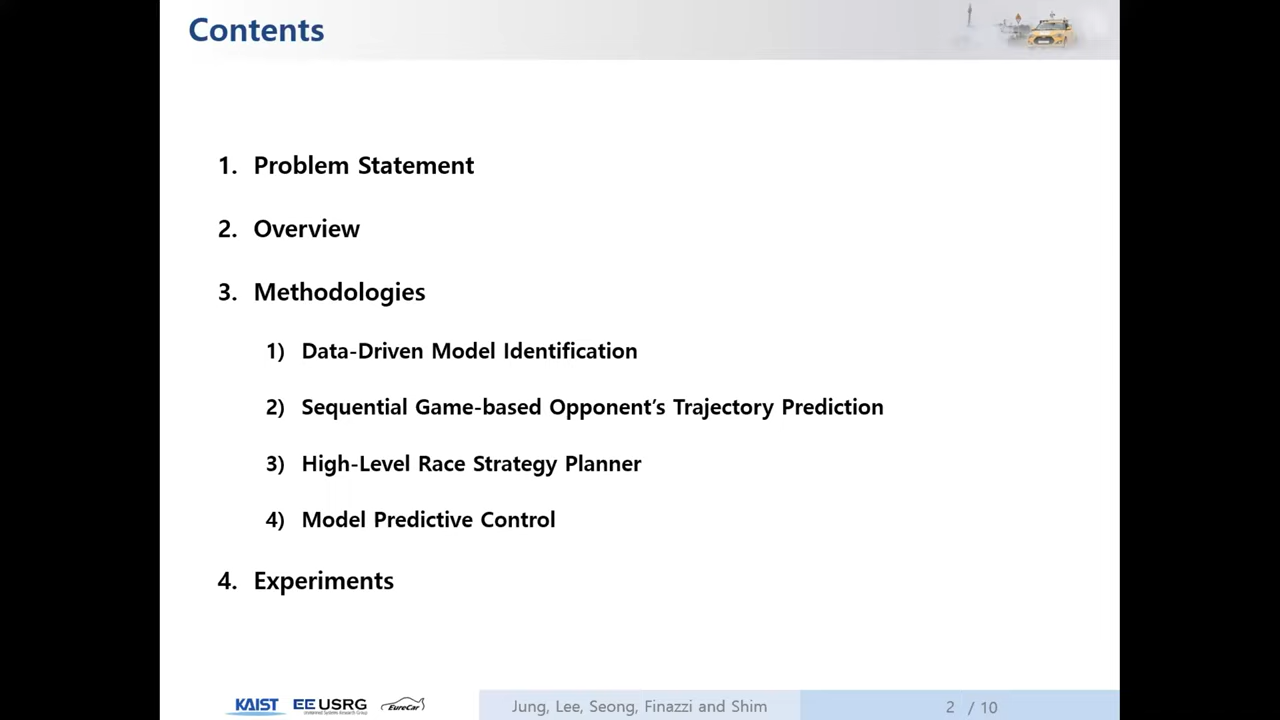 Contents
1. Problem Statement
2. Overview
3. Methodologies
1) Data-Driven Model Identification
2) Sequential Game-based Opponent’s Trajectory Prediction
3) High-Level Race Strategy Planner
4) Model Predictive Control
4. Experiments
KAIST EE USRG EureCar Jung, Lee, Seong, Finazzi and Shim 2 / 10